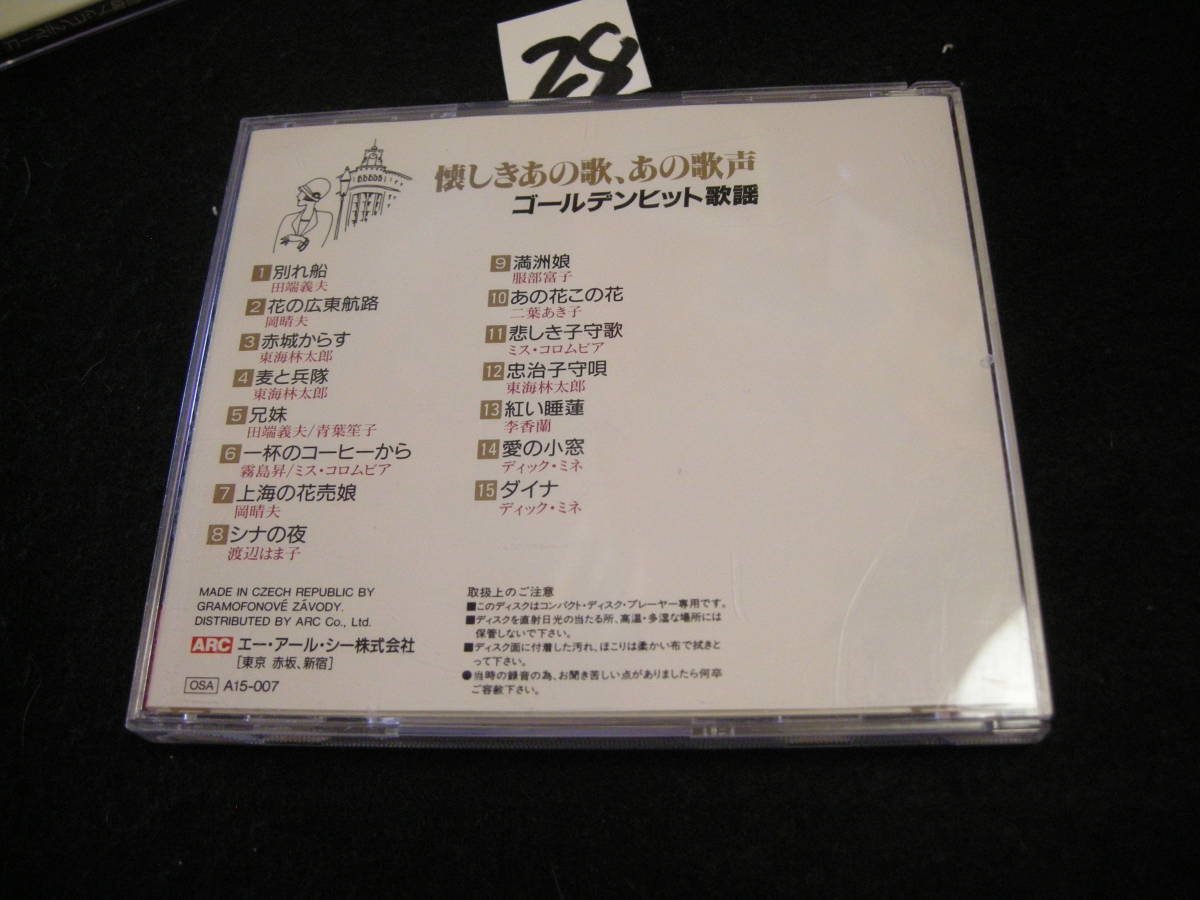 28
懐しきあの歌、あの歌声
ゴールデンヒット歌謡
1 別れ船
田端義夫
2 花の広東航路
岡晴夫
3 赤城からす
東海林太郎
4 麦と兵隊
東海林太郎
5 兄妹
田端義夫/青葉笙子
6 一杯のコーヒーから
霧島昇/ミス・コロムビア
7 上海の花売娘
岡晴夫
8 シナの夜
渡辺はま子
9 満洲娘
服部富子
10 あの花この花
二葉あき子
11 悲しき子守歌
ミス・コロムビア
12 忠治子守唄
東海林太郎
13 紅い睡蓮
李香蘭
14 愛の小窓
ディック・ミネ
15 ダイナ
ディック・ミネ
MADE IN CZECH REPUBLIC BY
GRAMOFONOVÉ ZÁVODY.
DISTRIBUTED BY ARC Co., Ltd.
ARC エー・アール・シー株式会社
[東京 赤坂、新宿]
OSA A15-007
取扱上のご注意
■このディスクはコンパクト・ディスク・プレーヤー専用です。
■ディスクを直射日光の当たる所、高温・多湿な場所には
保管しないで下さい。
■ディスク面に付着した汚れ、ほこりは柔かい布で拭きと
って下さい。
●当時の録音の為、お聞き苦しい点がありましたら何卒
ご容赦下さい。